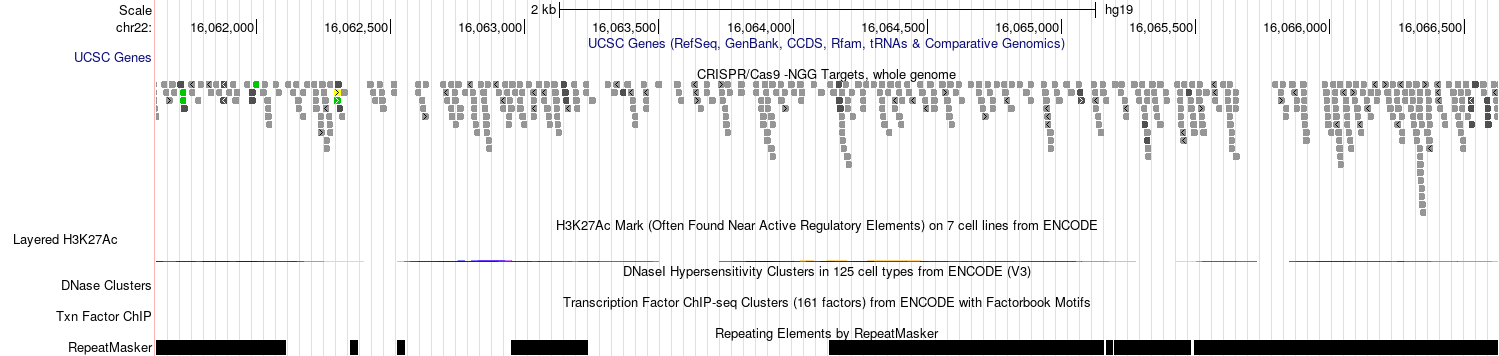 Scale 2 kb hg19
chr22: 16,062,000 16,062,500 16,063,000 16,063,500 16,064,000 16,064,500 16,065,000 16,065,500 16,066,000 16,066,500
UCSC Genes (RefSeq, GenBank, CCDS, Rfam, tRNAs & Comparative Genomics)
UCSC Genes
CRISPR/Cas9 -NGG Targets, whole genome
H3K27Ac Mark (Often Found Near Active Regulatory Elements) on 7 cell lines from ENCODE
Layered H3K27Ac
DNaseI Hypersensitivity Clusters in 125 cell types from ENCODE (V3)
DNase Clusters
Transcription Factor ChIP-seq Clusters (161 factors) from ENCODE with Factorbook Motifs
Txn Factor ChIP
Repeating Elements by RepeatMasker
RepeatMasker